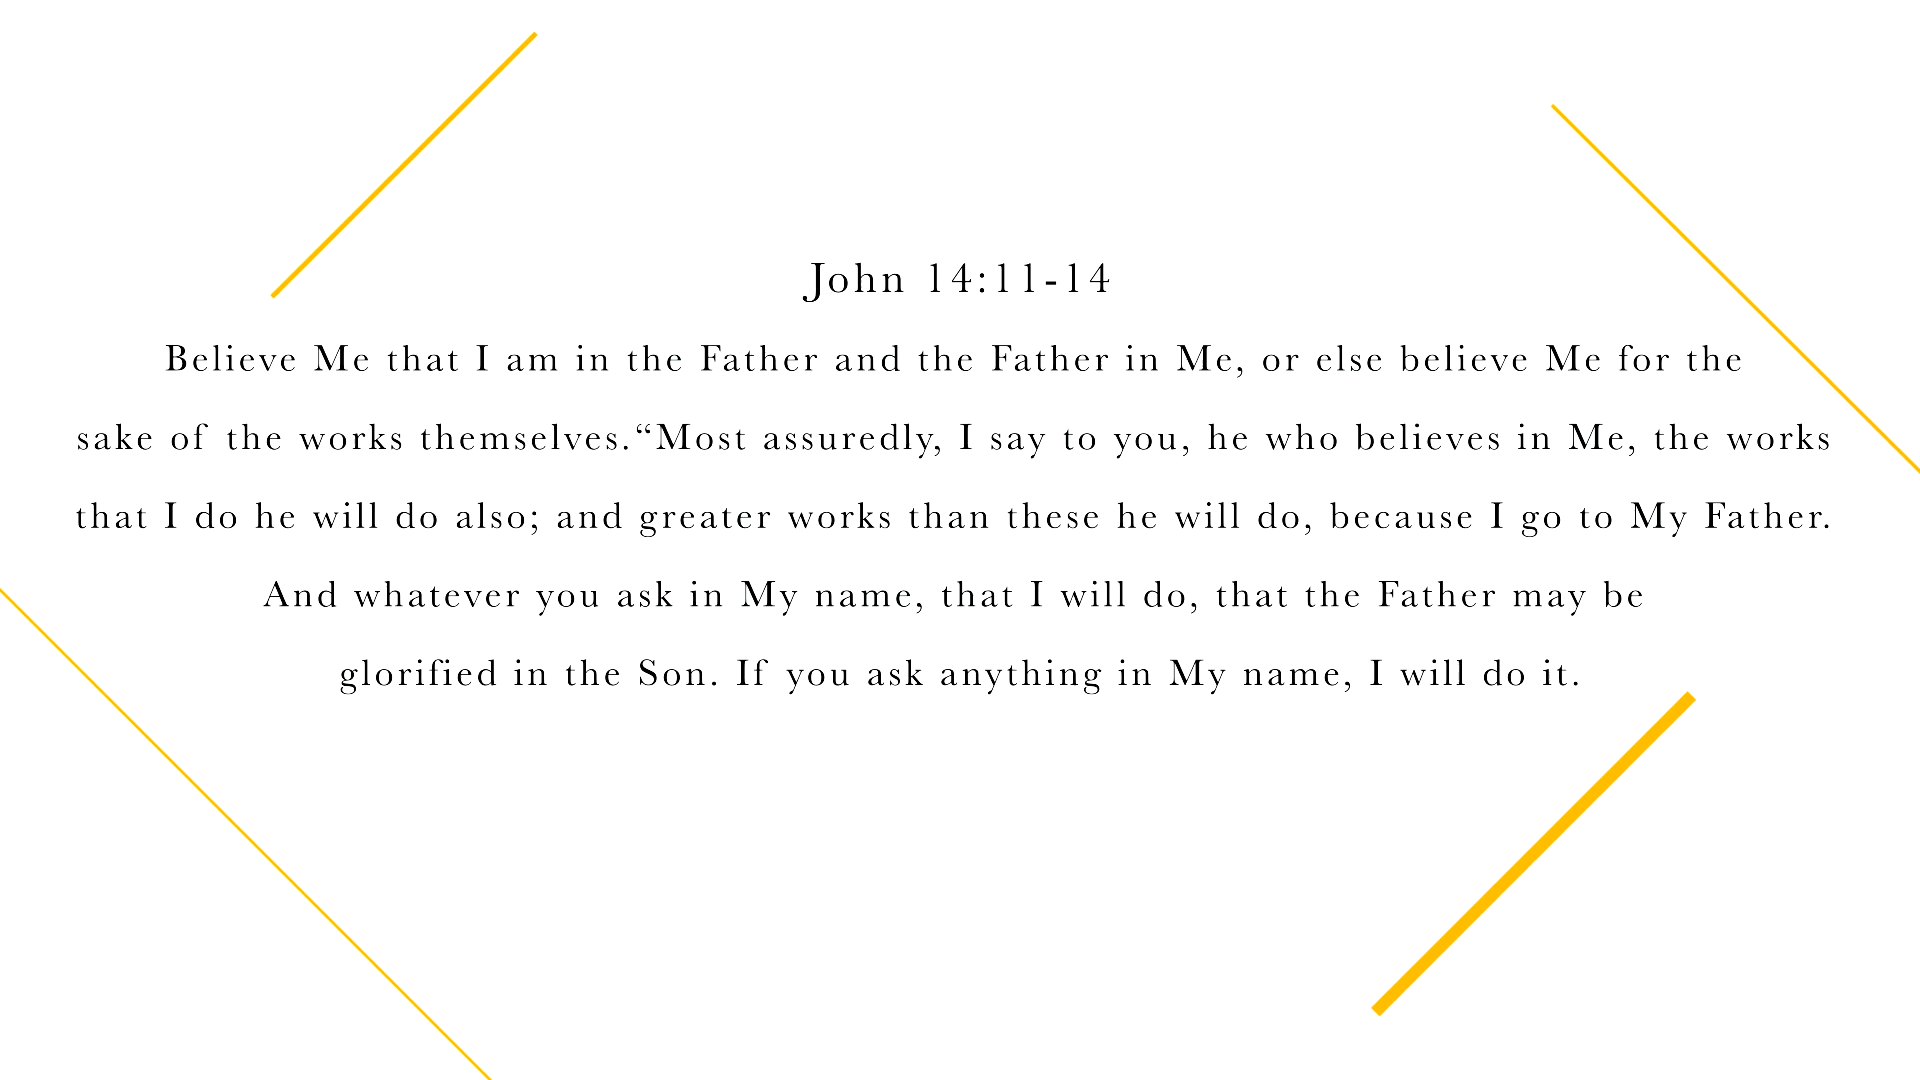 John 14:11-14
Believe Me that I am in the Father and the Father in Me, or else believe Me for the
sake of the works themselves.“Most assuredly, I say to you, he who believes in Me, the works
that I do he will do also; and greater works than these he will do, because I go to My Father.
And whatever you ask in My name, that I will do, that the Father may be
glorified in the Son. If you ask anything in My name, I will do it.